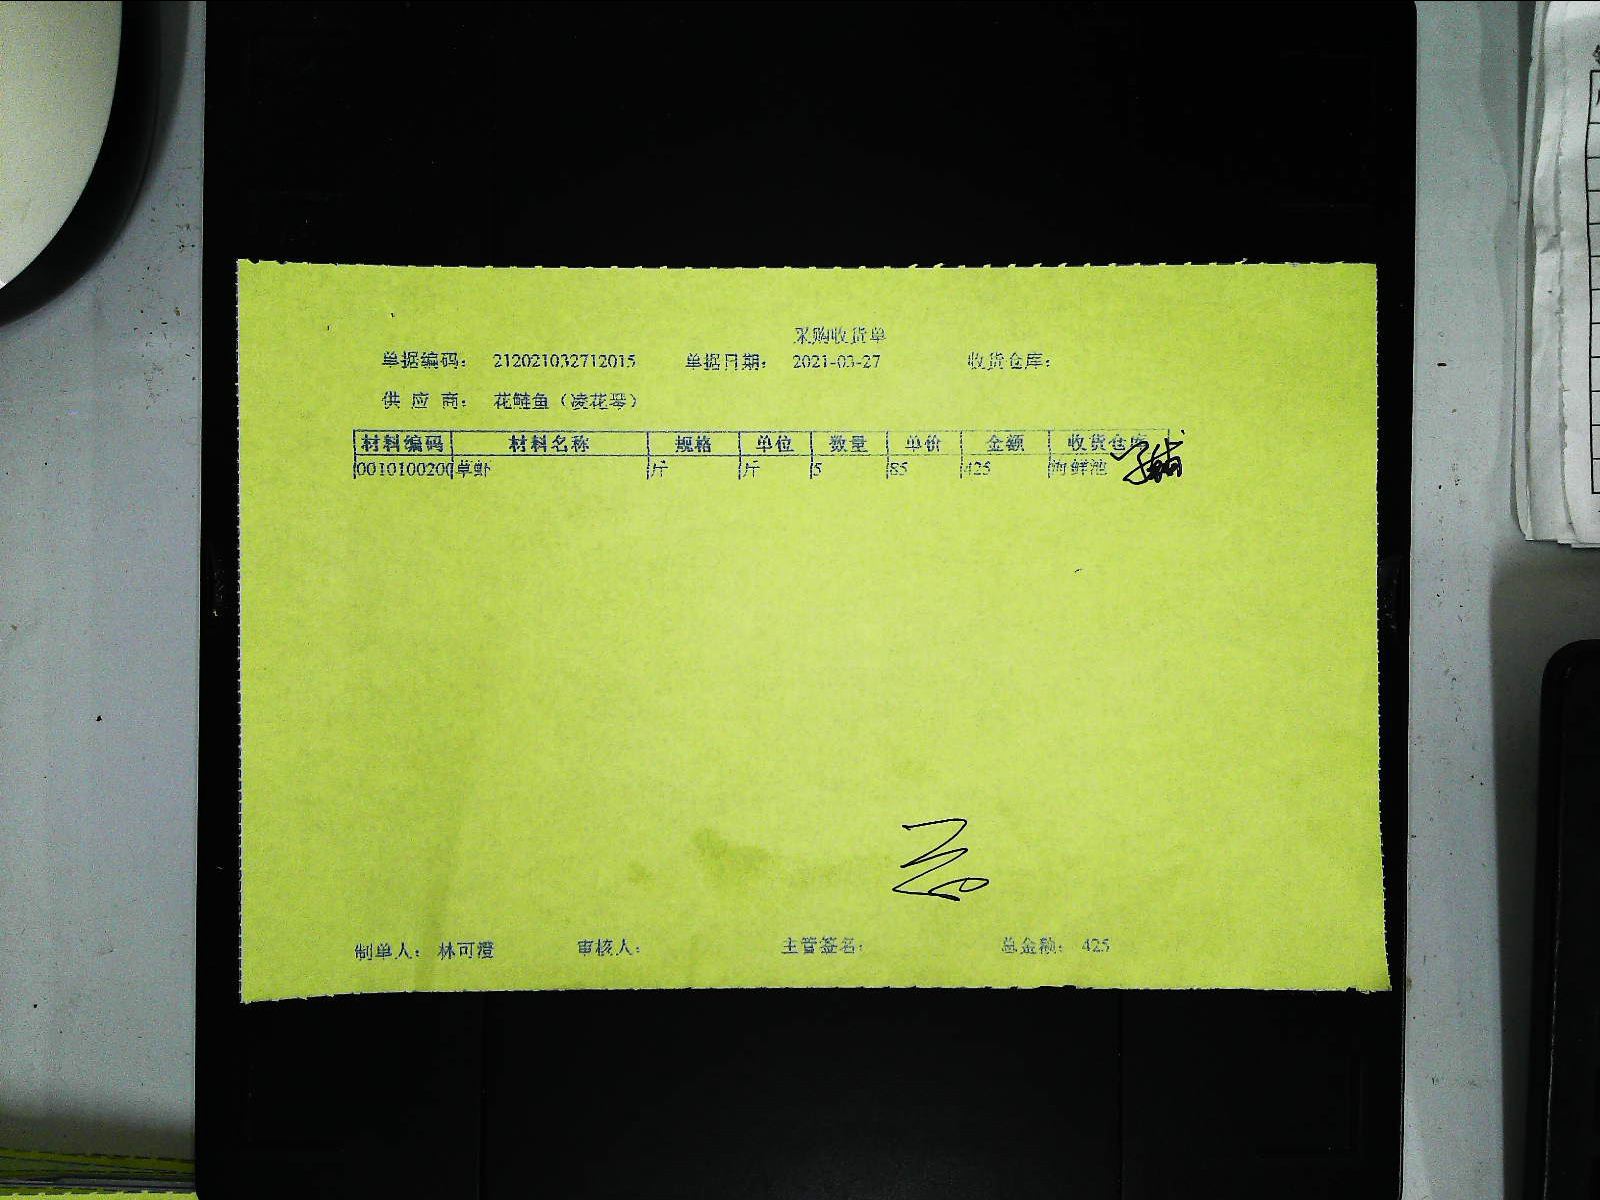 采购收货单
单据编码： 212021032712015 单据日期： 2021-03-27 收货仓库：
供 应 商： 花鲢鱼（凌花琴）
材料编码 材料名称 规格 单位 数量 单价 金额 收货仓库
0010100200 草虾 斤 斤 5 85 425 海鲜池
制单人： 林可澄 审核人： 主管签名： 总金额： 425